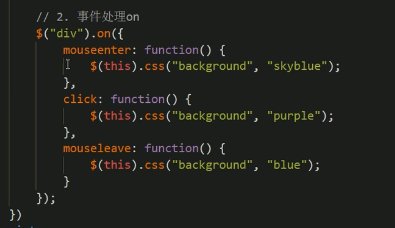 // 2. 事件处理on
$("div").on({
mouseenter: function() {
$(this).css("background", "skyblue");
},
click: function() {
$(this).css("background", "purple");
},
mouseleave: function() {
$(this).css("background", "blue");
}
});
})